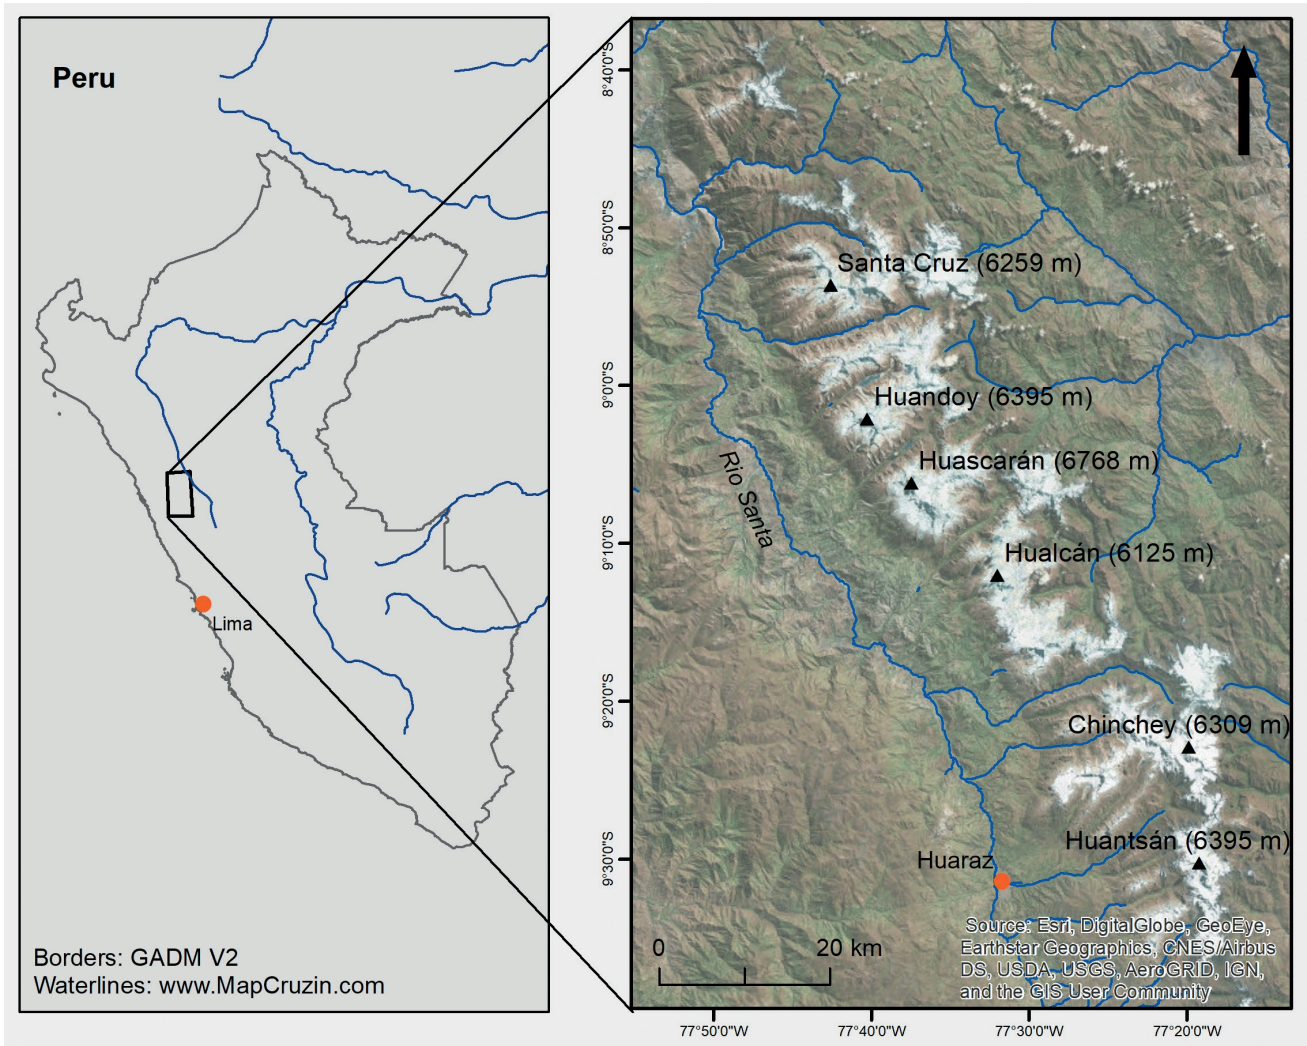 Peru
Lima
Borders: GADM V2
Waterlines: www.MapCruzin.com
8°40'0"S
8°50'0"S
9°0'0"S
9°10'0"S
9°20'0"S
9°30'0"S
Santa Cruz (6259 m)
Huandoy (6395 m)
Huascarán (6768 m)
Rio Santa
Hualcán (6125 m)
Chinchey (6309 m)
Huantsán (6395 m)
Huaraz
0 20 km
Source: Esri, DigitalGlobe, GeoEye,
Earthstar Geographics, CNES/Airbus
DS, USDA, USGS, AeroGRID, IGN,
and the GIS User Community
77°50'0"W 77°40'0"W 77°30'0"W 77°20'0"W